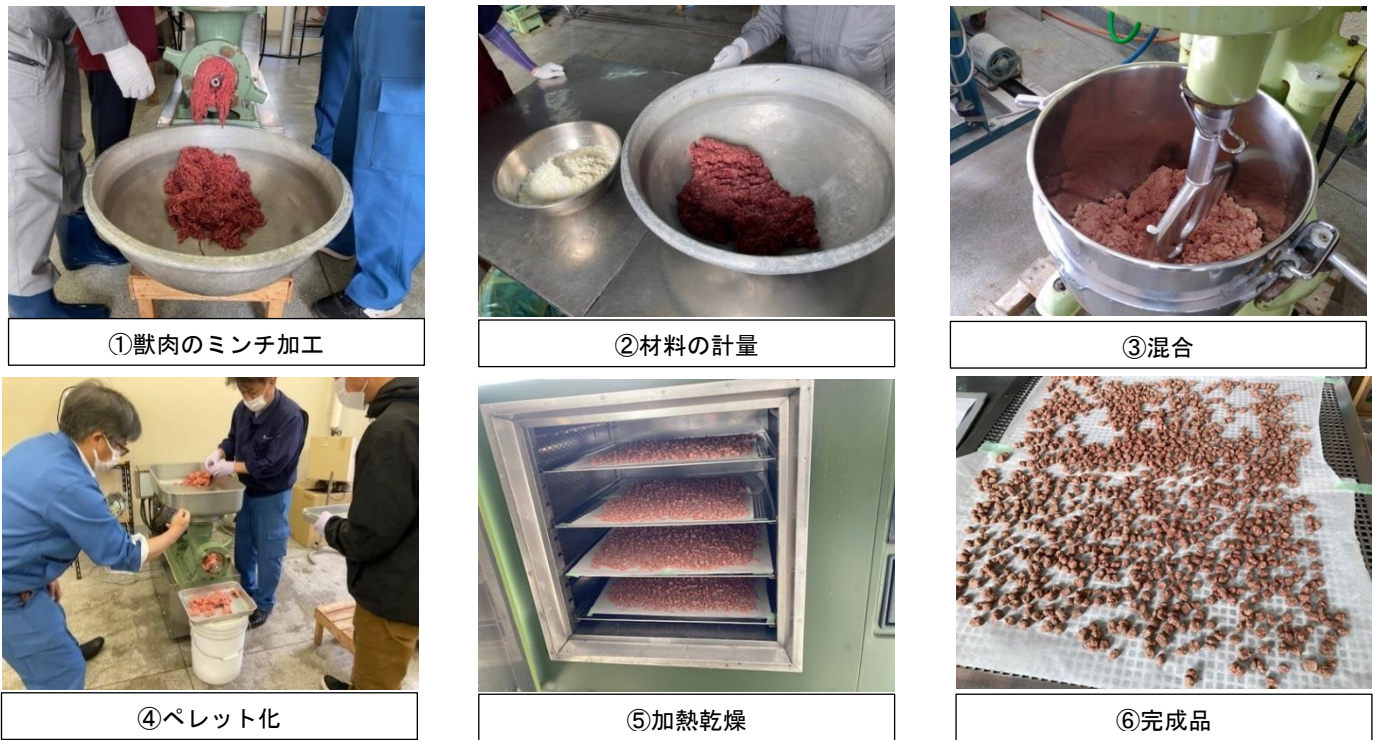 ①獣肉のミンチ加工
②材料の計量
③混合
④ペレット化
⑤加熱乾燥
⑥完成品